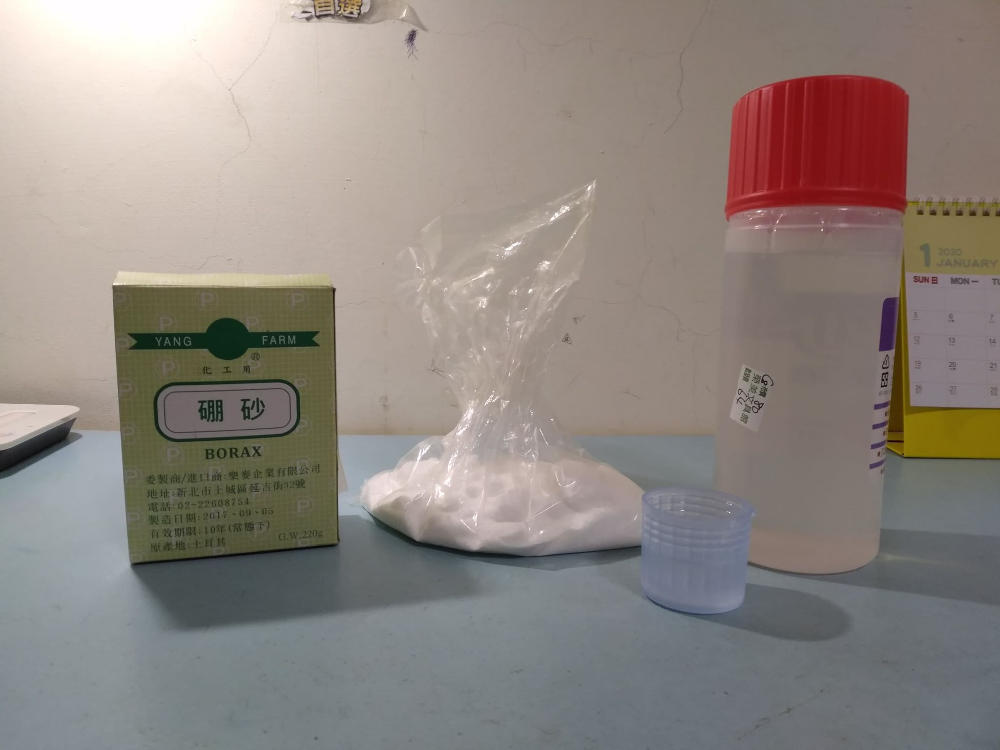 自選
YANG FARM
®
化工用
硼砂
BORAX
委製商/進口商:樂麥企業有限公司
地址:新北市土城區延吉街32號
電話:02-22608754
製造日期:2017、09、05
有效期限:10年(常態下)
G.W.220g
原產地:土耳其
榮美文具館
1 2020
JANUARY
SUN 日 MON 一 TU
5 6 7
12 13 14
19 20 21
26 27 28